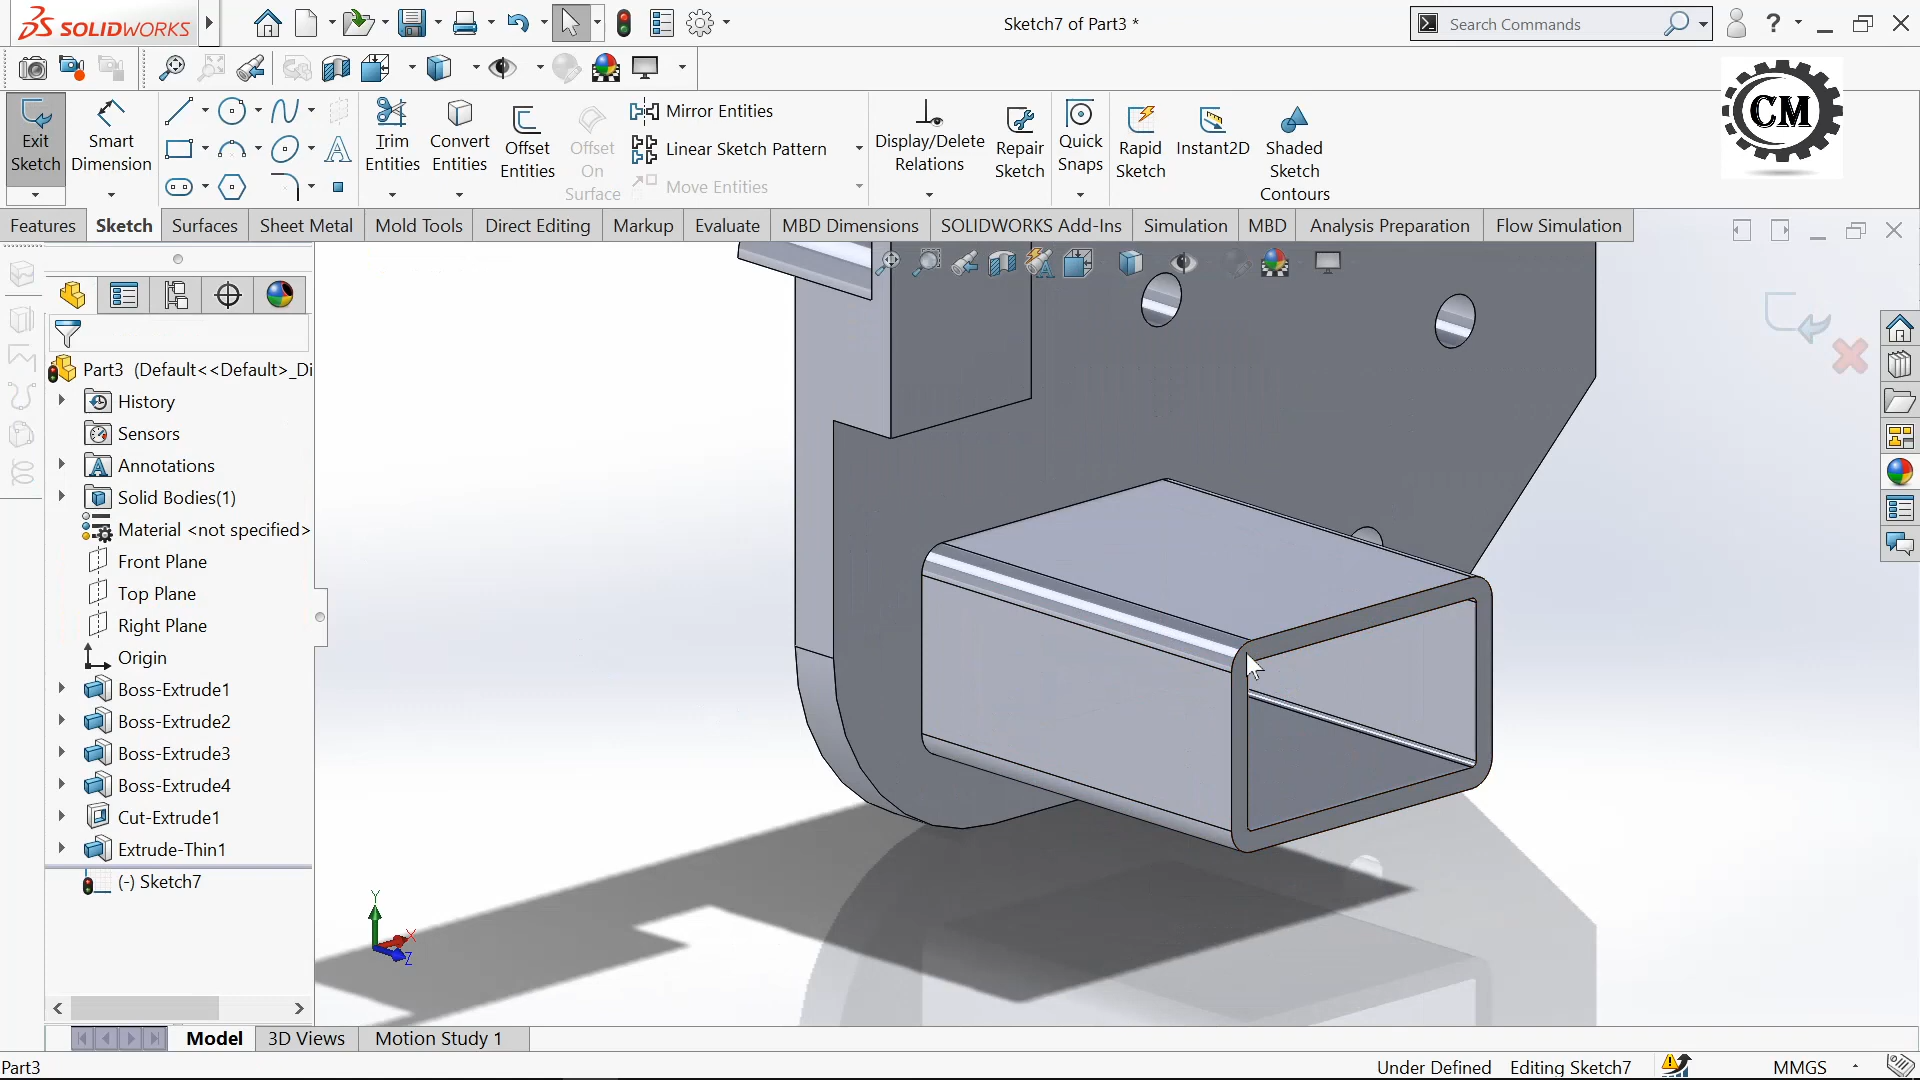 SOLIDWORKS
Sketch7 of Part3 *
Search Commands
?
CM
Exit Sketch
Smart Dimension
Trim Entities
Convert Entities
Offset Entities
Offset On Surface
Mirror Entities
Linear Sketch Pattern
Move Entities
Display/Delete Relations
Repair Sketch
Quick Snaps
Rapid Sketch
Instant2D
Shaded Sketch Contours
Features Sketch Surfaces Sheet Metal Mold Tools Direct Editing Markup Evaluate MBD Dimensions SOLIDWORKS Add-Ins Simulation MBD Analysis Preparation Flow Simulation
Part3 (Default<<Default>_Di
History
Sensors
Annotations
Solid Bodies(1)
Material <not specified>
Front Plane
Top Plane
Right Plane
Origin
Boss-Extrude1
Boss-Extrude2
Boss-Extrude3
Boss-Extrude4
Cut-Extrude1
Extrude-Thin1
(-) Sketch7
Y
X
Z
Model 3D Views Motion Study 1
Part3 Under Defined Editing Sketch7 MMGS